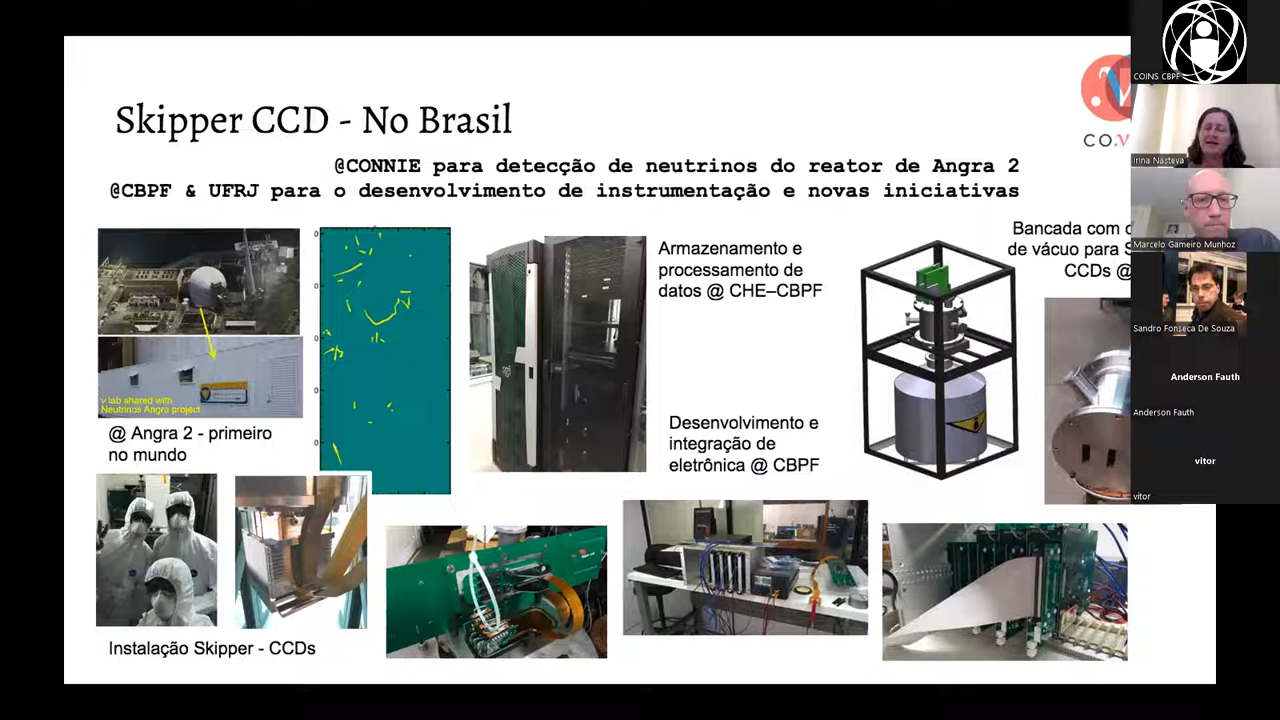 Skipper CCD - No Brasil
@CONNIE para detecção de neutrinos do reator de Angra 2
@CBPF & UFRJ para o desenvolvimento de instrumentação e novas iniciativas
Armazenamento e
processamento de
dados @ CHE–CBPF
Bancada com
de vácuo para
CCDs @
ν lab shared with
Neutrinos Angra project
@ Angra 2 - primeiro
no mundo
Desenvolvimento e
integração de
eletrônica @ CBPF
Instalação Skipper - CCDs
COINS CBPF
Irina Nasteva
Marcelo Gameiro Munhoz
Sandro Fonseca De Souza
Anderson Fauth
Anderson Fauth
vitor
vitor